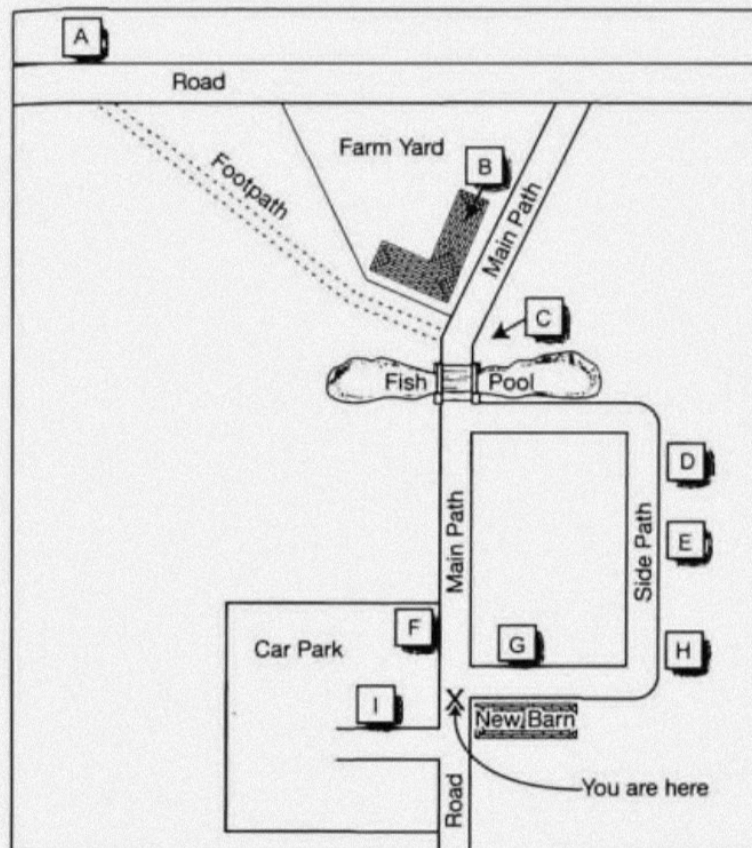 A
Road
Farm Yard
B
Footpath
Main Path
C
Fish
Pool
D
Main Path
E
Side Path
F
G
H
Car Park
I
New Barn
You are here
Road